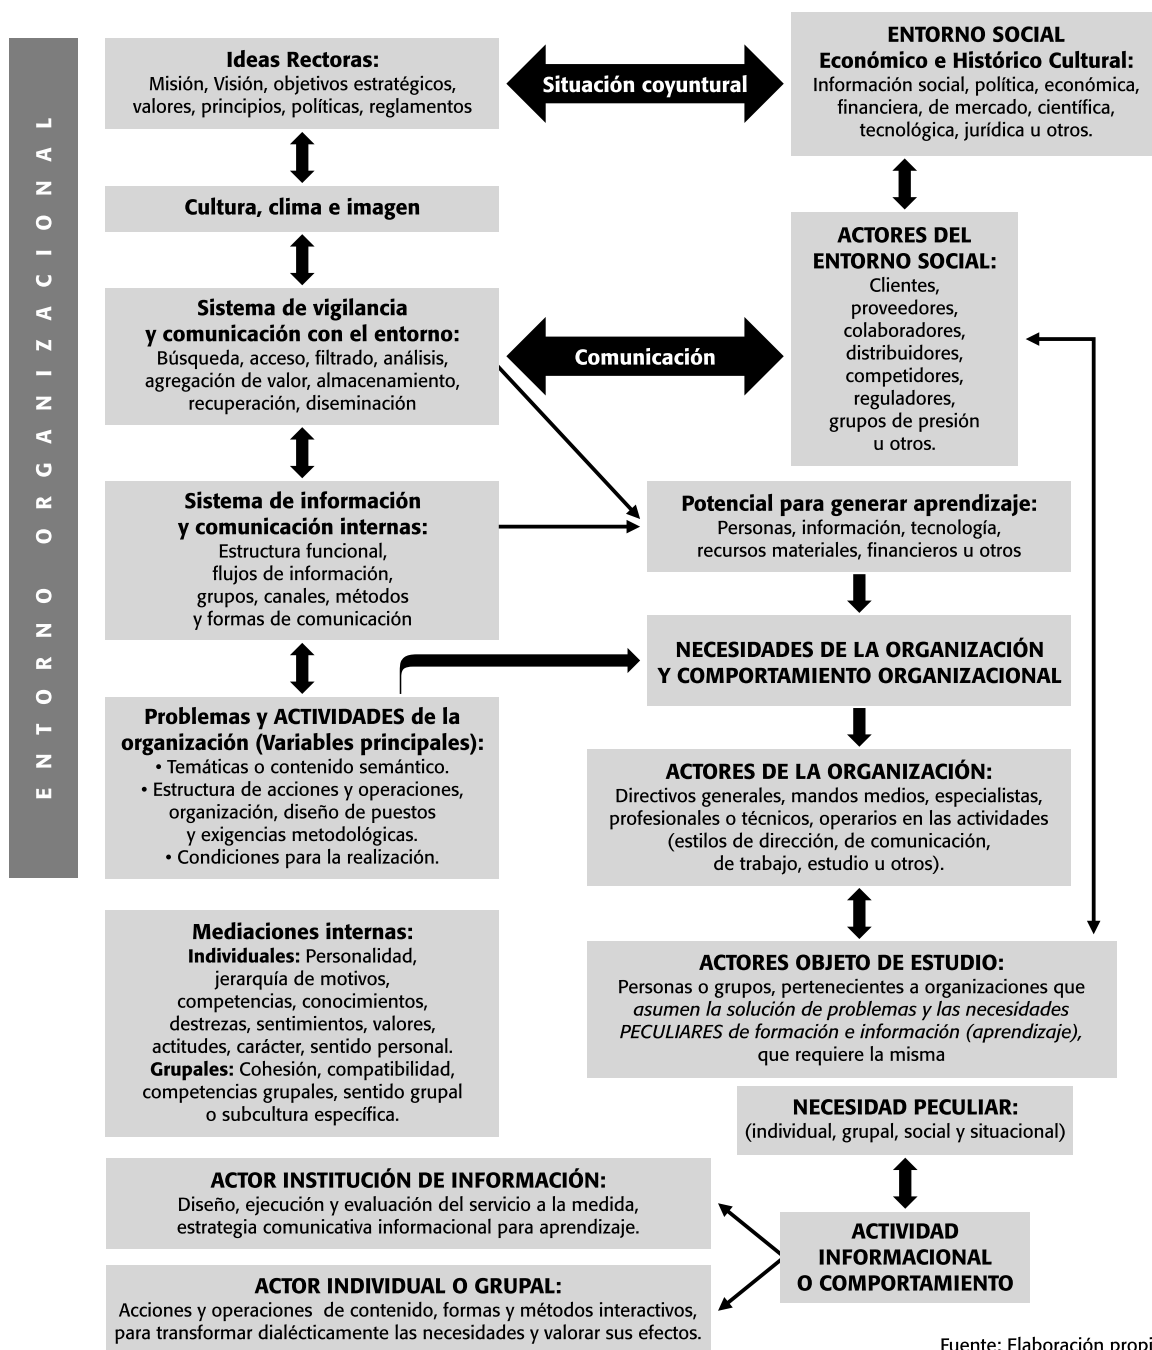 ENTORNO ORGANIZACIONAL
Ideas Rectoras:
Misión, Visión, objetivos estratégicos,
valores, principios, políticas, reglamentos
Situación coyuntural
ENTORNO SOCIAL
Económico e Histórico Cultural:
Información social, política, económica,
financiera, de mercado, científica,
tecnológica, jurídica u otros.
Cultura, clima e imagen
ACTORES DEL
ENTORNO SOCIAL:
Clientes,
proveedores,
colaboradores,
distribuidores,
competidores,
reguladores,
grupos de presión
u otros.
Sistema de vigilancia
y comunicación con el entorno:
Búsqueda, acceso, filtrado, análisis,
agregación de valor, almacenamiento,
recuperación, diseminación
Comunicación
Sistema de información
y comunicación internas:
Estructura funcional,
flujos de información,
grupos, canales, métodos
y formas de comunicación
Potencial para generar aprendizaje:
Personas, información, tecnología,
recursos materiales, financieros u otros
NECESIDADES DE LA ORGANIZACIÓN
Y COMPORTAMIENTO ORGANIZACIONAL
Problemas y ACTIVIDADES de la
organización (Variables principales):
• Temáticas o contenido semántico.
• Estructura de acciones y operaciones,
organización, diseño de puestos
y exigencias metodológicas.
• Condiciones para la realización.
ACTORES DE LA ORGANIZACIÓN:
Directivos generales, mandos medios, especialistas,
profesionales o técnicos, operarios en las actividades
(estilos de dirección, de comunicación,
de trabajo, estudio u otros).
Mediaciones internas:
Individuales: Personalidad,
jerarquía de motivos,
competencias, conocimientos,
destrezas, sentimientos, valores,
actitudes, carácter, sentido personal.
Grupales: Cohesión, compatibilidad,
competencias grupales, sentido grupal
o subcultura específica.
ACTORES OBJETO DE ESTUDIO:
Personas o grupos, pertenecientes a organizaciones que
asumen la solución de problemas y las necesidades
PECULIARES de formación e información (aprendizaje),
que requiere la misma
NECESIDAD PECULIAR:
(individual, grupal, social y situacional)
ACTOR INSTITUCIÓN DE INFORMACIÓN:
Diseño, ejecución y evaluación del servicio a la medida,
estrategia comunicativa informacional para aprendizaje.
ACTIVIDAD
INFORMACIONAL
O COMPORTAMIENTO
ACTOR INDIVIDUAL O GRUPAL:
Acciones y operaciones de contenido, formas y métodos interactivos,
para transformar dialécticamente las necesidades y valorar sus efectos.
Fuente: Elaboración propi